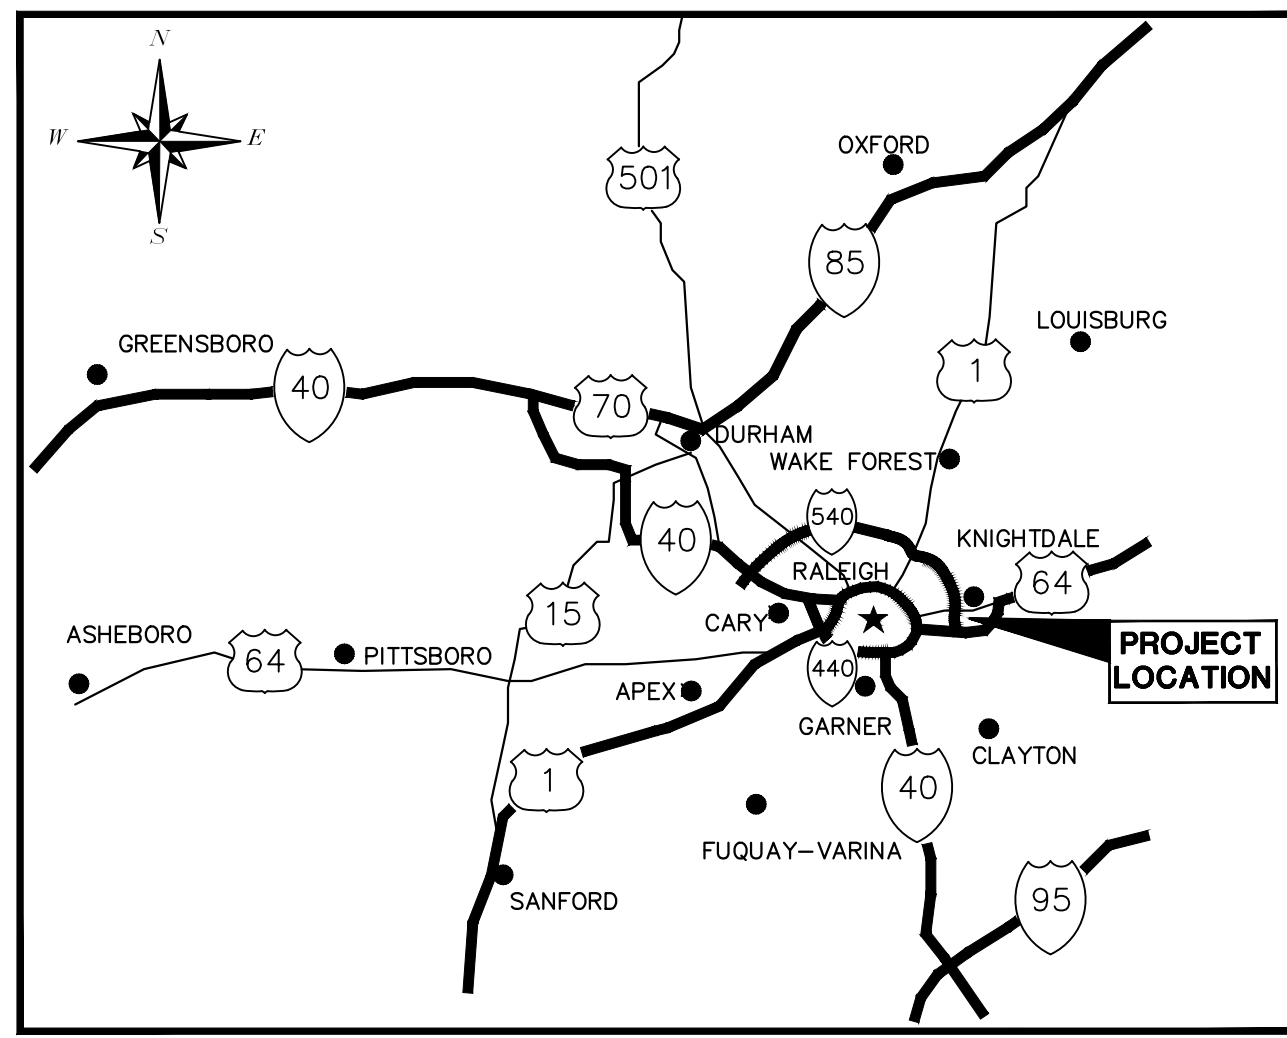 N
W E
S
501
OXFORD
85
LOUISBURG
GREENSBORO
1
40
70
DURHAM
WAKE FOREST
540
40
KNIGHTDALE
RALEIGH
64
15
CARY
ASHEBORO
64
PITTSBORO
440
PROJECT
LOCATION
APEX
GARNER
CLAYTON
1
40
FUQUAY-VARINA
95
SANFORD